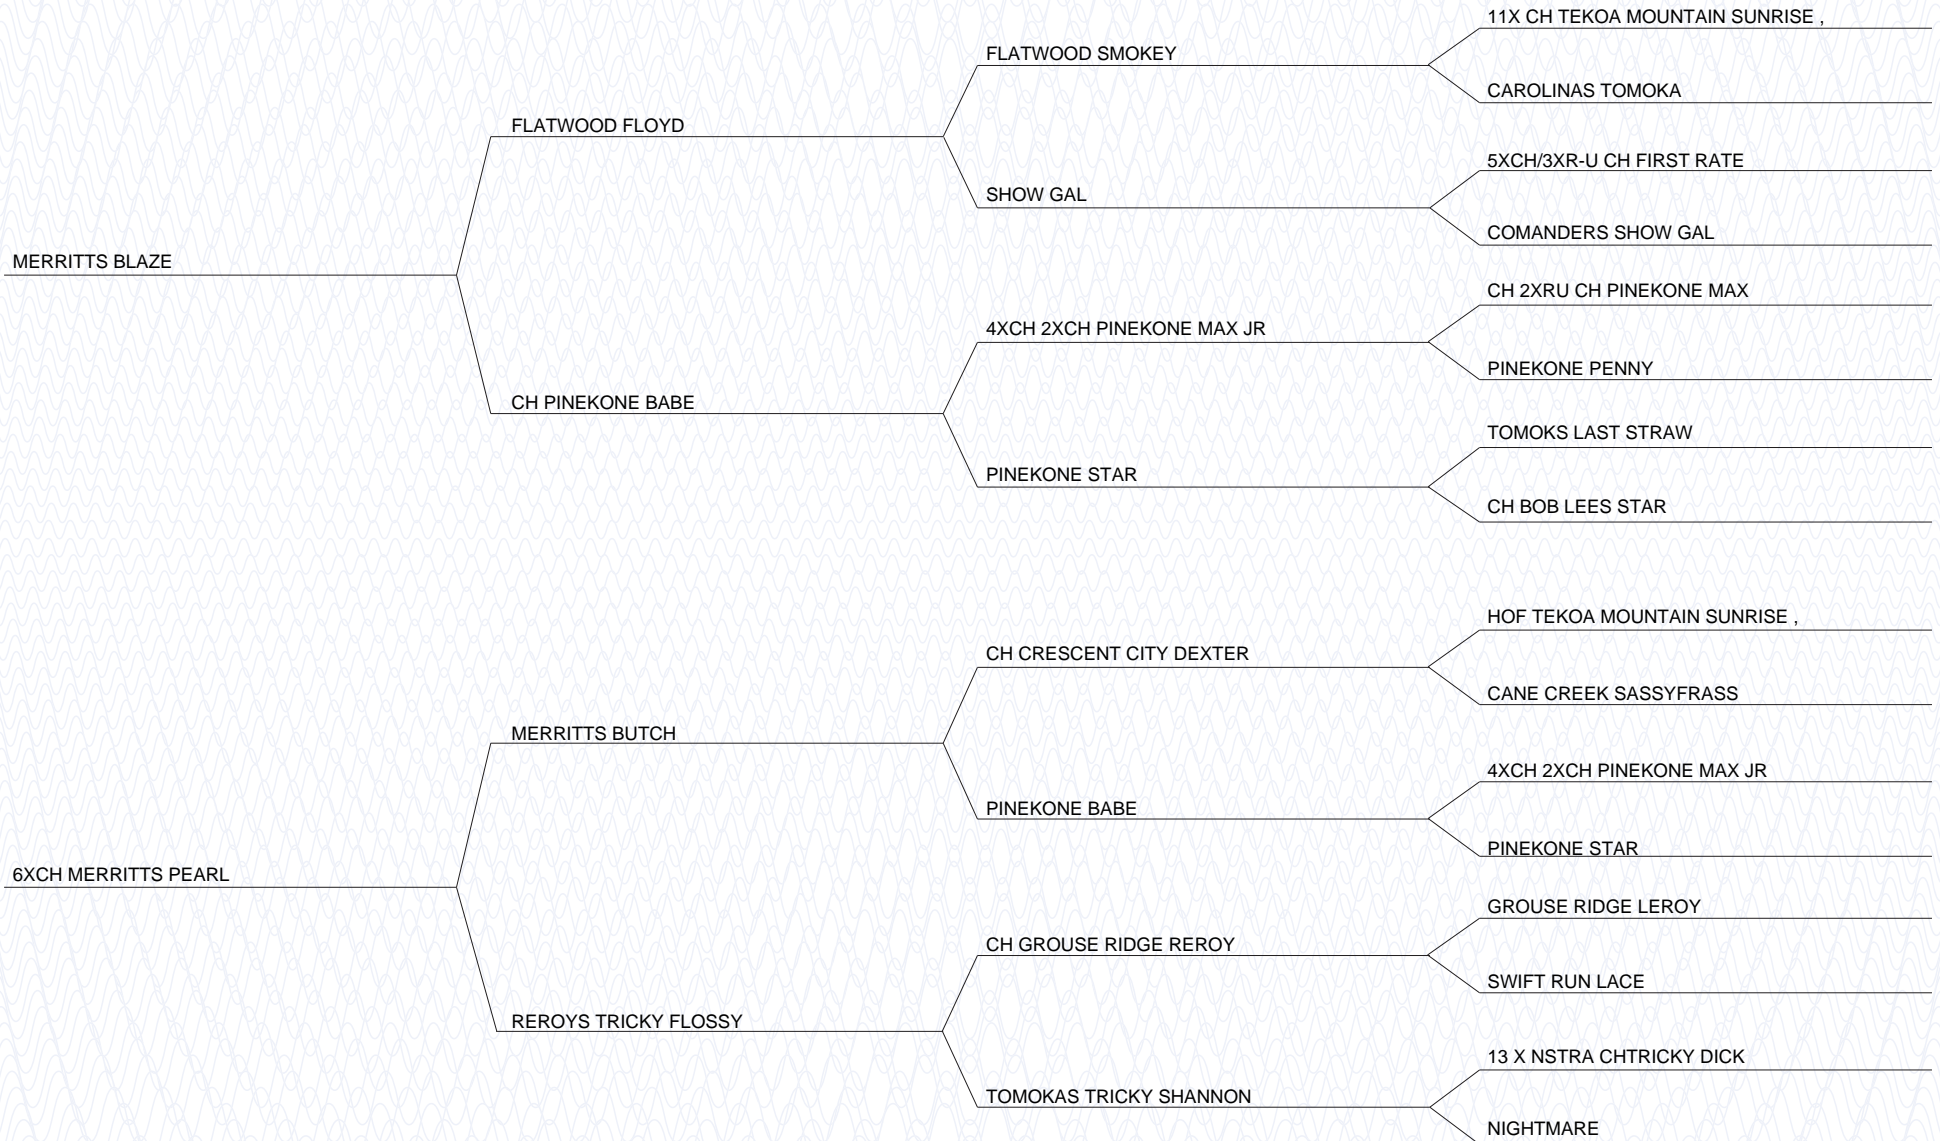 11X CH TEKOA MOUNTAIN SUNRISE ,
FLATWOOD SMOKEY
CAROLINAS TOMOKA
FLATWOOD FLOYD
5XCH/3XR-U CH FIRST RATE
SHOW GAL
COMANDERS SHOW GAL
MERRITTS BLAZE
CH 2XRU CH PINEKONE MAX
4XCH 2XCH PINEKONE MAX JR
PINEKONE PENNY
CH PINEKONE BABE
TOMOKS LAST STRAW
PINEKONE STAR
CH BOB LEES STAR
HOF TEKOA MOUNTAIN SUNRISE ,
CH CRESCENT CITY DEXTER
CANE CREEK SASSYFRASS
MERRITTS BUTCH
4XCH 2XCH PINEKONE MAX JR
PINEKONE BABE
PINEKONE STAR
6XCH MERRITTS PEARL
GROUSE RIDGE LEROY
CH GROUSE RIDGE REROY
SWIFT RUN LACE
REROYS TRICKY FLOSSY
13 X NSTRA CHTRICKY DICK
TOMOKAS TRICKY SHANNON
NIGHTMARE